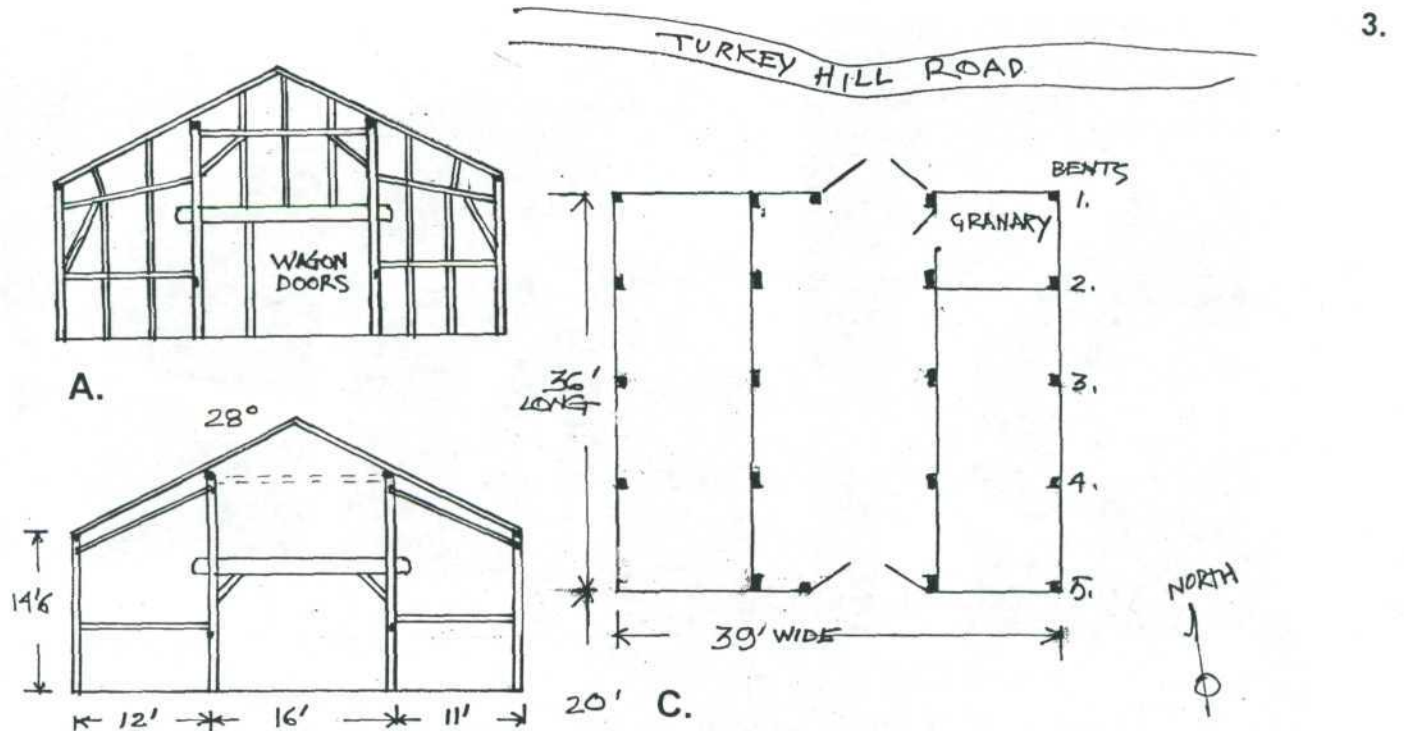 3.
TURKEY HILL ROAD
WAGON
DOORS
A.
BENTS
1.
GRANARY
2.
3.
4.
5.
36'
LONG
39' WIDE
NORTH
28°
14'6
12' 16' 11'
20' C.